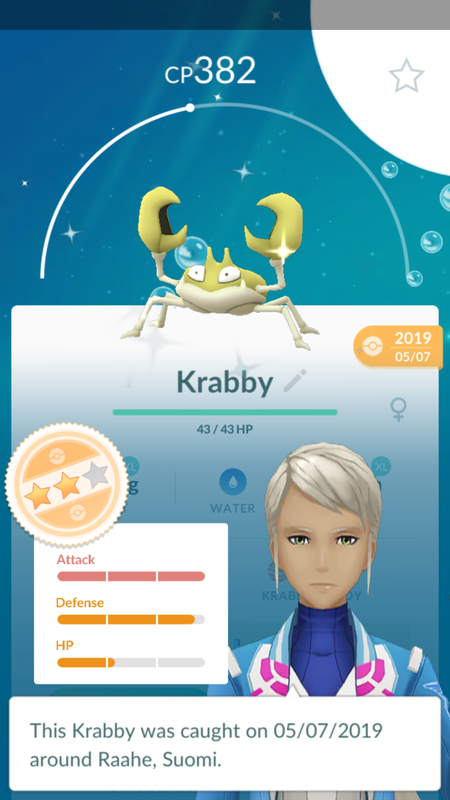 CP382
2019
05/07
Krabby
43 / 43 HP
XL
g
XL
WATER
Attack
Defense
HP
This Krabby was caught on 05/07/2019
around Raahe, Suomi.